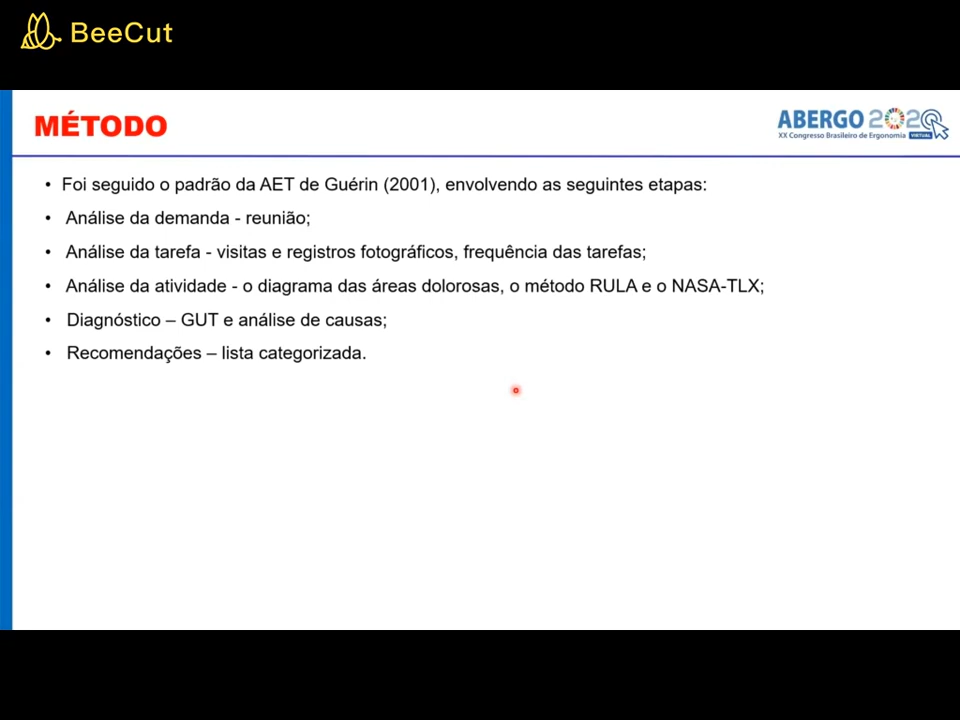 BeeCut
MÉTODO
ABERGO 2020
XX Congresso Brasileiro de Ergonomia VIRTUAL
• Foi seguido o padrão da AET de Guérin (2001), envolvendo as seguintes etapas:
• Análise da demanda - reunião;
• Análise da tarefa - visitas e registros fotográficos, frequência das tarefas;
• Análise da atividade - o diagrama das áreas dolorosas, o método RULA e o NASA-TLX;
• Diagnóstico – GUT e análise de causas;
• Recomendações – lista categorizada.